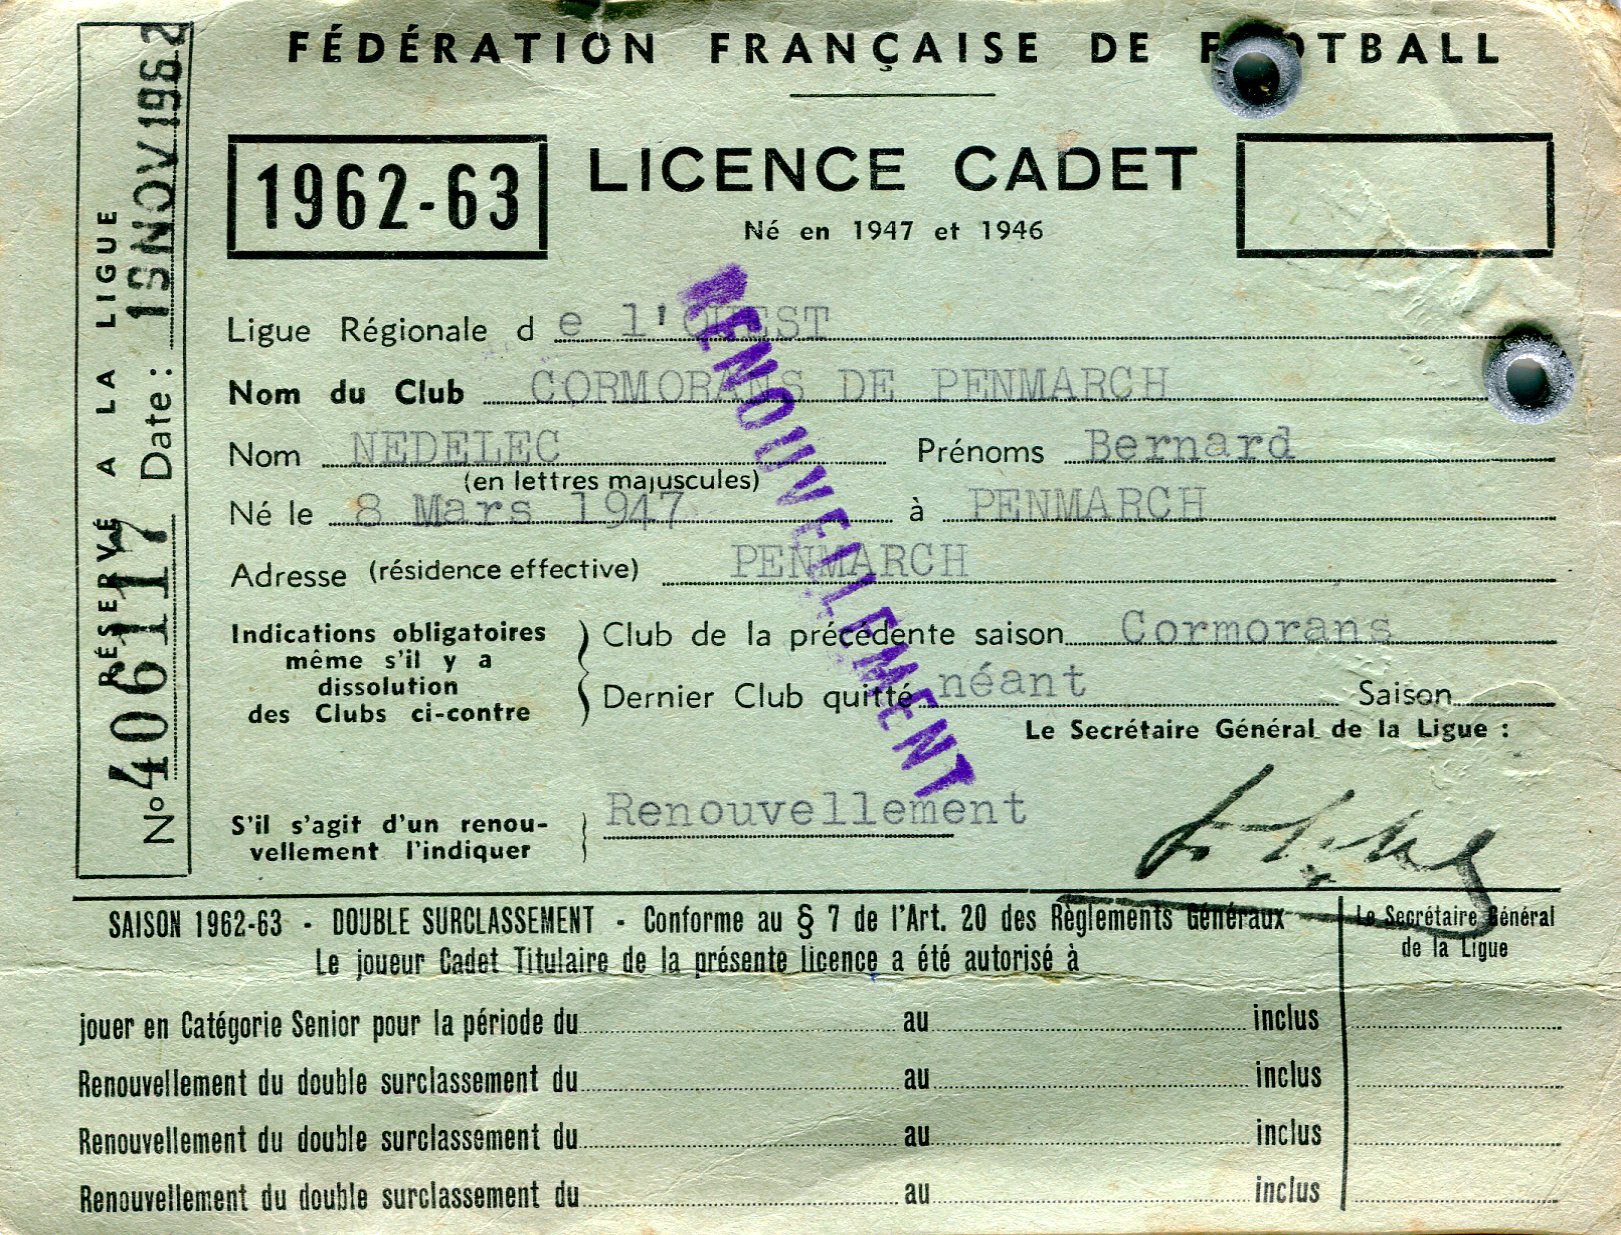 FÉDÉRATION FRANÇAISE DE FOOTBALL
1962-63
LICENCE CADET
Né en 1947 et 1946
RÉSERVÉ A LA LIGUE
No 406117 Date : 19 NOV 1962
Ligue Régionale d e l'OUEST
Nom du Club CORMORANS DE PENMARCH
Nom NEDELEC Prénoms Bernard
(en lettres majuscules)
Né le 8 Mars 1947 à PENMARCH
Adresse (résidence effective) PENMARCH
RENOUVELLEMENT
Indications obligatoires
même s'il y a
dissolution
des Clubs ci-contre
Club de la précédente saison Cormorans
Dernier Club quitté néant Saison
Le Secrétaire Général de la Ligue :
S'il s'agit d'un renou-
vellement l'indiquer
Renouvellement
SAISON 1962-63 - DOUBLE SURCLASSEMENT - Conforme au § 7 de l'Art. 20 des Règlements Généraux
Le joueur Cadet Titulaire de la présente licence a été autorisé à
Le Secrétaire Général
de la Ligue
jouer en Catégorie Senior pour la période du au inclus
Renouvellement du double surclassement du au inclus
Renouvellement du double surclassement du au inclus
Renouvellement du double surclassement du au inclus